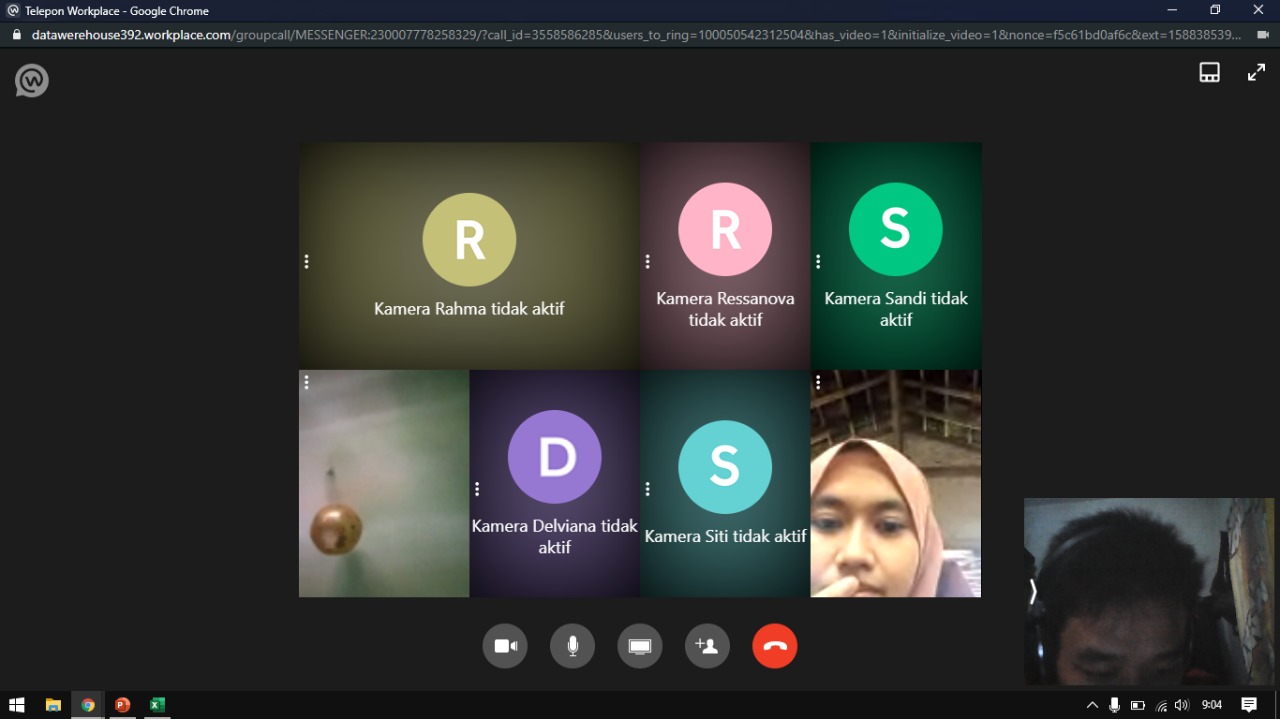 Telepon Workplace - Google Chrome
datawerehouse392.workplace.com/groupcall/MESSENGER:230007778258329/?call_id=3558586285&users_to_ring=100050542312504&has_video=1&initialize_video=1&nonce=f5c61bd0af6c&ext=158838539...
R
Kamera Rahma tidak aktif
R
Kamera Ressanova
tidak aktif
S
Kamera Sandi tidak
aktif
D
Kamera Delviana tidak
aktif
S
Kamera Siti tidak aktif
9:04